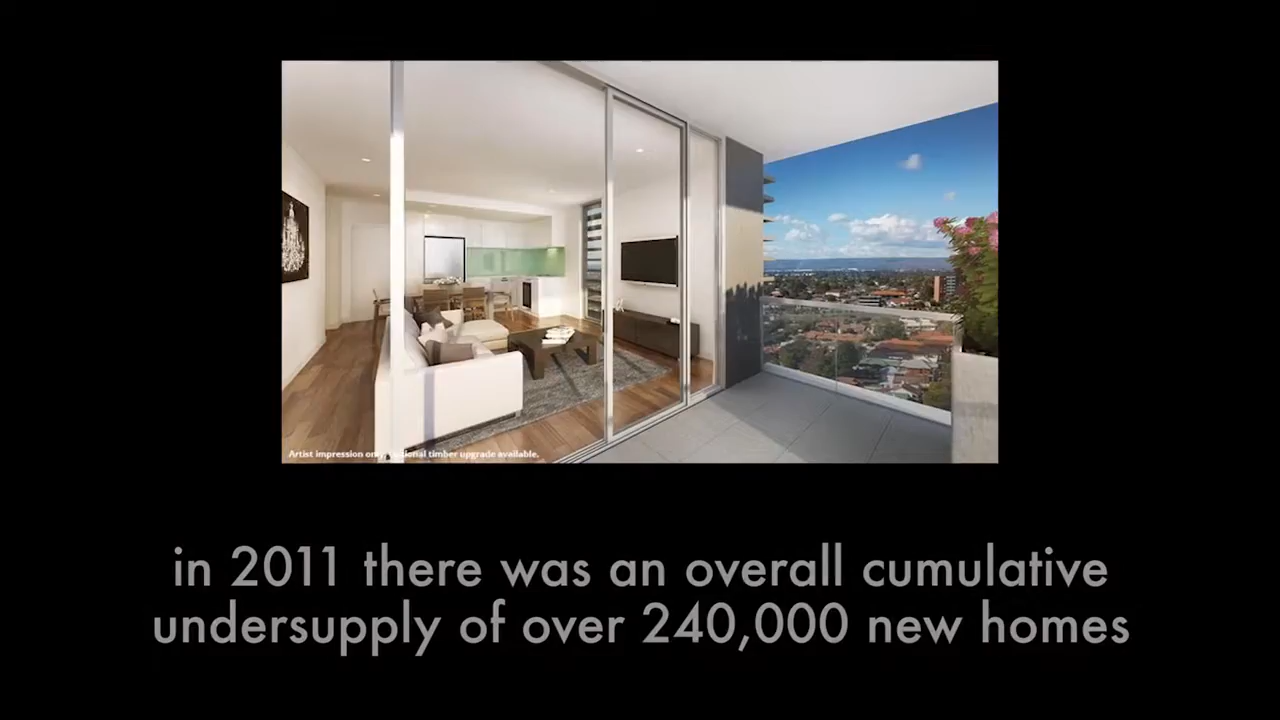 Artist impression only. Optional timber upgrade available.
in 2011 there was an overall cumulative
undersupply of over 240,000 new homes